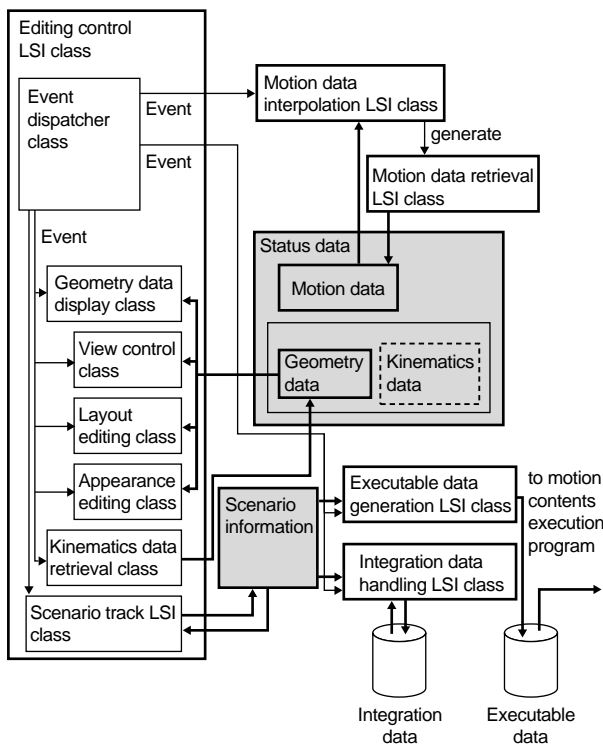 Editing control
LSI class
Event
dispatcher
class
Event
Event
Event
Motion data
interpolation LSI class
generate
Motion data retrieval
LSI class
Status data
Motion data
Geometry
data
Kinematics
data
Geometry data
display class
View control
class
Layout
editing class
Appearance
editing class
Kinematics data
retrieval class
Scenario track LSI
class
Scenario
information
Executable data
generation LSI class
Integration data
handling LSI class
to motion
contents
execution
program
Integration
data
Executable
data